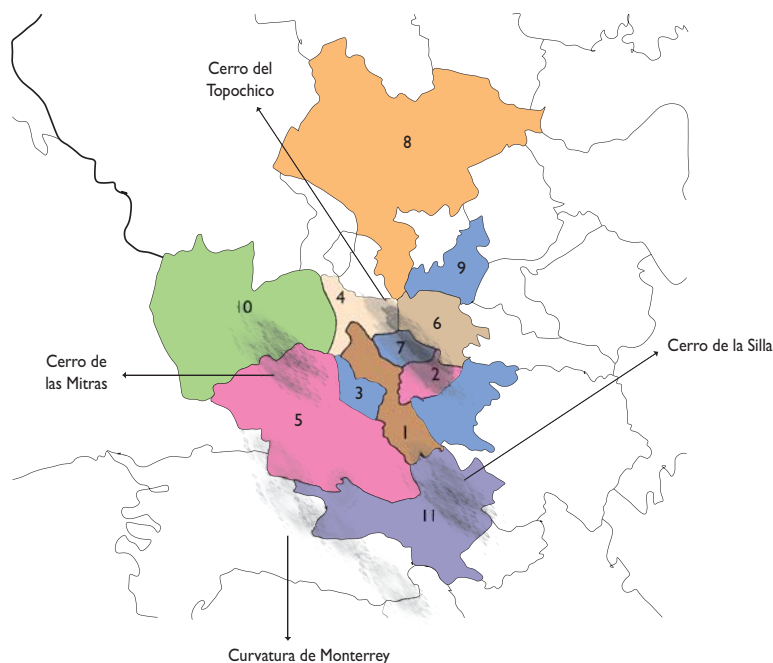 Cerro del
Topochico
8
9
10
4
6
7
Cerro de la Silla
Cerro de
las Mitras
2
3
5
1
11
Curvatura de Monterrey